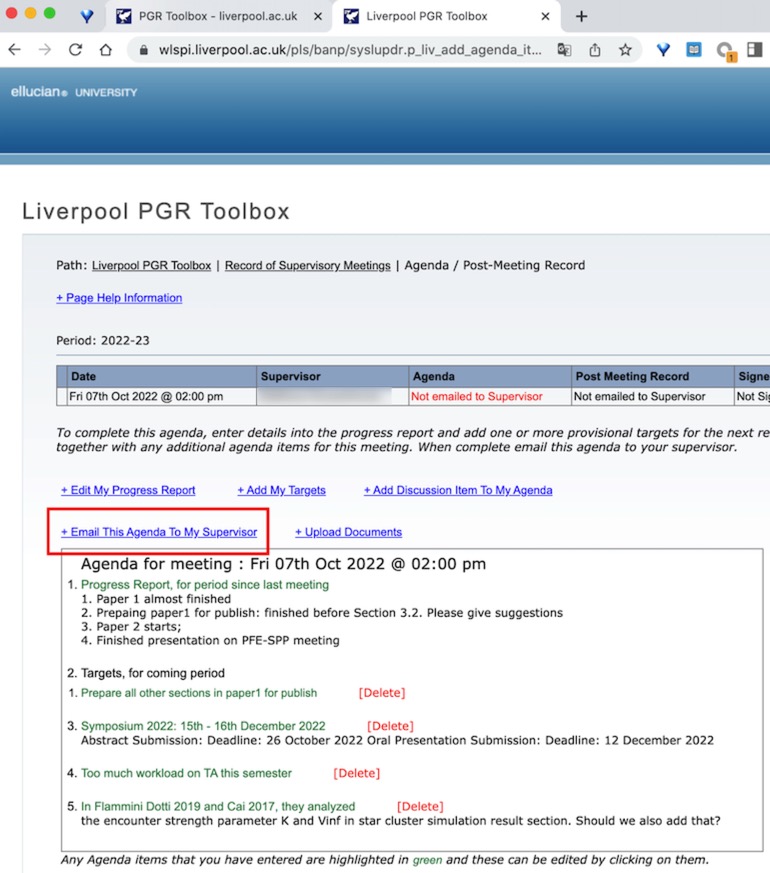 PGR Toolbox - liverpool.ac.uk
Liverpool PGR Toolbox
wlspi.liverpool.ac.uk/pls/banp/syslupdr.p_liv_add_agenda_it...
1
ellucian® UNIVERSITY
Liverpool PGR Toolbox
Path: Liverpool PGR Toolbox | Record of Supervisory Meetings | Agenda / Post-Meeting Record
+ Page Help Information
Period: 2022-23
Date Supervisor Agenda Post Meeting Record Signe
Fri 07th Oct 2022 @ 02:00 pm Not emailed to Supervisor Not emailed to Supervisor Not Sig
To complete this agenda, enter details into the progress report and add one or more provisional targets for the next re
together with any additional agenda items for this meeting. When complete email this agenda to your supervisor.
+ Edit My Progress Report + Add My Targets + Add Discussion Item To My Agenda
+ Email This Agenda To My Supervisor + Upload Documents
Agenda for meeting : Fri 07th Oct 2022 @ 02:00 pm
1. Progress Report, for period since last meeting
1. Paper 1 almost finished
2. Prepaing paper1 for publish: finished before Section 3.2. Please give suggestions
3. Paper 2 starts;
4. Finished presentation on PFE-SPP meeting
2. Targets, for coming period
1. Prepare all other sections in paper1 for publish [Delete]
3. Symposium 2022: 15th - 16th December 2022 [Delete]
Abstract Submission: Deadline: 26 October 2022 Oral Presentation Submission: Deadline: 12 December 2022
4. Too much workload on TA this semester [Delete]
5. In Flammini Dotti 2019 and Cai 2017, they analyzed [Delete]
the encounter strength parameter K and Vinf in star cluster simulation result section. Should we also add that?
Any Agenda items that you have entered are highlighted in green and these can be edited by clicking on them.